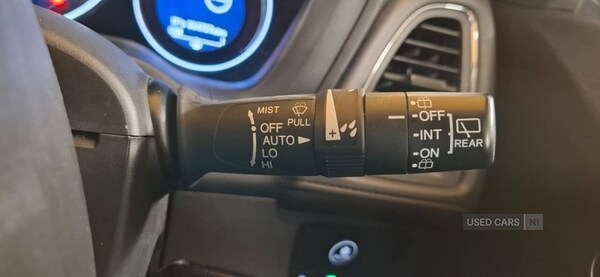 MIST
PULL
OFF
AUTO
LO
HI
OFF
INT
ON
REAR
USED CARS NI